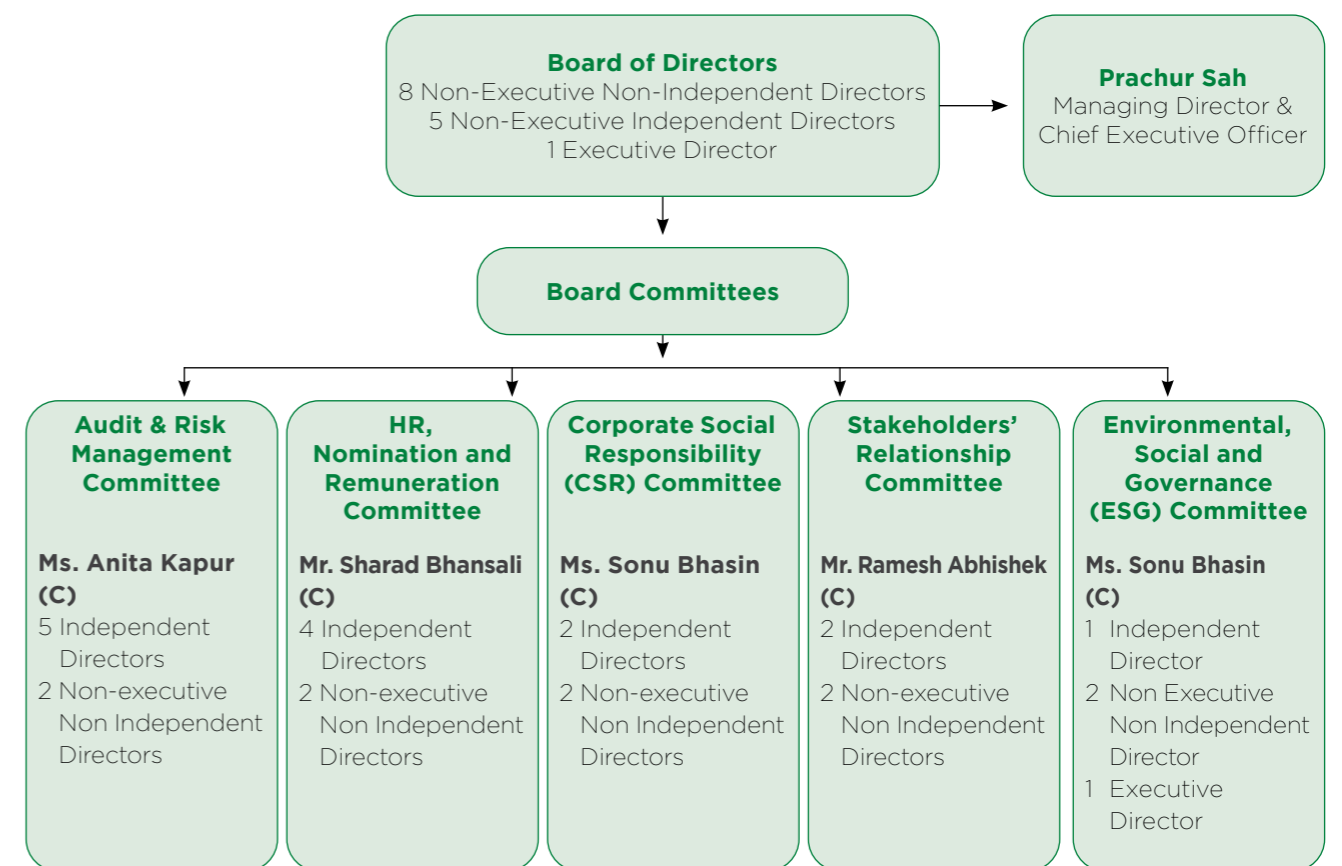 Board of Directors
8 Non-Executive Non-Independent Directors
5 Non-Executive Independent Directors
1 Executive Director
Prachur Sah
Managing Director &
Chief Executive Officer
Board Committees
Audit & Risk
Management
Committee
Ms. Anita Kapur
(C)
5 Independent
Directors
2 Non-executive
Non Independent
Directors
HR,
Nomination and
Remuneration
Committee
Mr. Sharad Bhansali
(C)
4 Independent
Directors
2 Non-executive
Non Independent
Directors
Corporate Social
Responsibility
(CSR) Committee
Ms. Sonu Bhasin
(C)
2 Independent
Directors
2 Non-executive
Non Independent
Directors
Stakeholders’
Relationship
Committee
Mr. Ramesh Abhishek
(C)
2 Independent
Directors
2 Non-executive
Non Independent
Directors
Environmental,
Social and
Governance
(ESG) Committee
Ms. Sonu Bhasin
(C)
1 Independent
Director
2 Non Executive
Non Independent
Director
1 Executive
Director